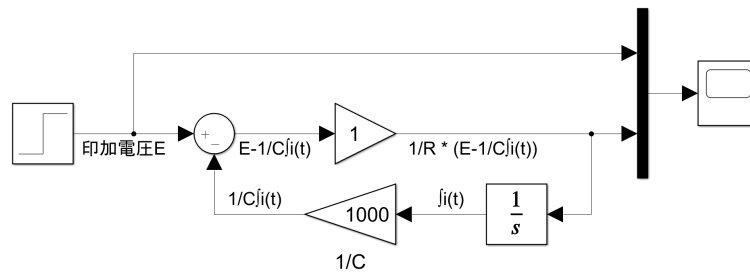 印加電圧E
+
−
E-1/C∫i(t)
1
1/R * (E-1/C∫i(t))
1/C∫i(t)
1000
∫i(t)
1
s
1/C